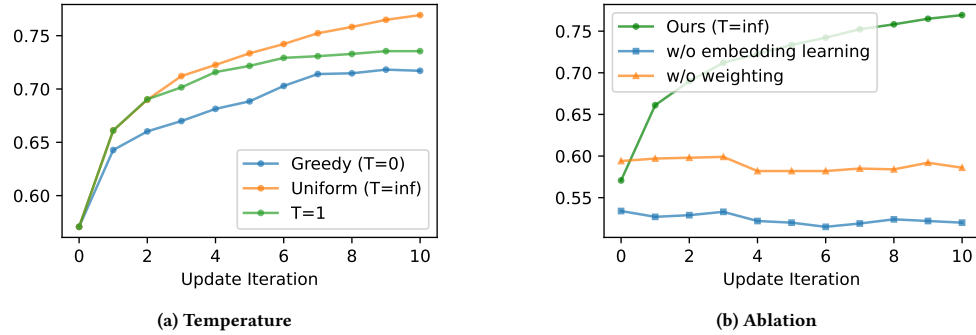 0.75
0.70
0.65
0.60
0 2 4 6 8 10
Update Iteration
Greedy (T=0)
Uniform (T=inf)
T=1
(a) Temperature
0.75
0.70
0.65
0.60
0.55
0 2 4 6 8 10
Update Iteration
Ours (T=inf)
w/o embedding learning
w/o weighting
(b) Ablation